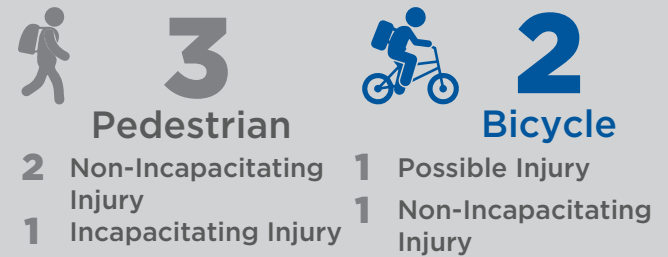 3
Pedestrian
2 Non-Incapacitating
Injury
1 Incapacitating Injury
2
Bicycle
1 Possible Injury
1 Non-Incapacitating
Injury